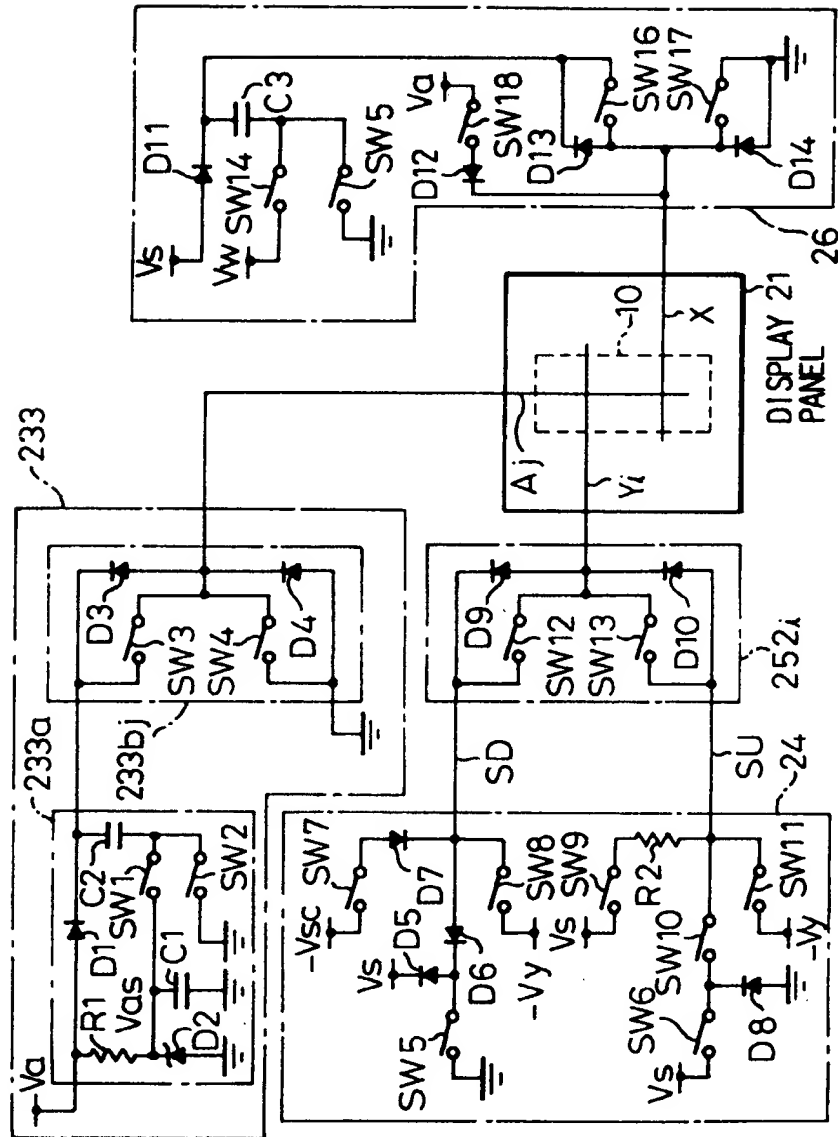 233
233a
Va
R1
D1
Vas
C2
SW1
SW2
C1
D2
233bj
D3
SW3
SW4
D4
Vs
D11
Vw
SW14
C3
SW5
Va
SW18
D12
D13
SW16
SW17
D14
26
Aj
Yi
10
X
DISPLAY 21
PANEL
SW7
-Vsc
D7
Vs
D5
D6
SW5
SW8
-Vy
SD
D9
SW12
SW13
D10
252i
SU
24
SW9
Vs
R2
SW10
SW6
Vs
D8
SW11
-Vy